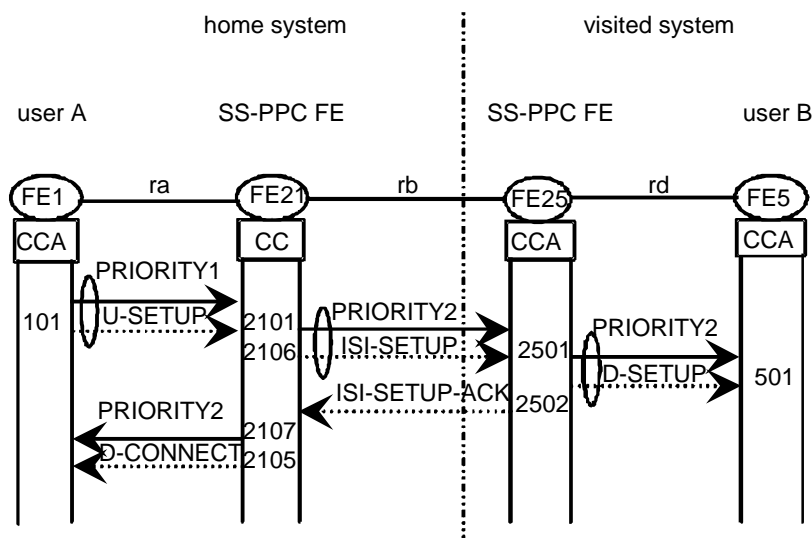 home system visited system
user A SS-PPC FE SS-PPC FE user B
FE1 ra FE21 rb FE25 rd FE5
CCA CC CCA CCA
PRIORITY1
101 U-SETUP 2101 PRIORITY2
2106 ISI-SETUP 2501 PRIORITY2
D-SETUP 501
ISI-SETUP-ACK 2502
PRIORITY2 2107
D-CONNECT 2105